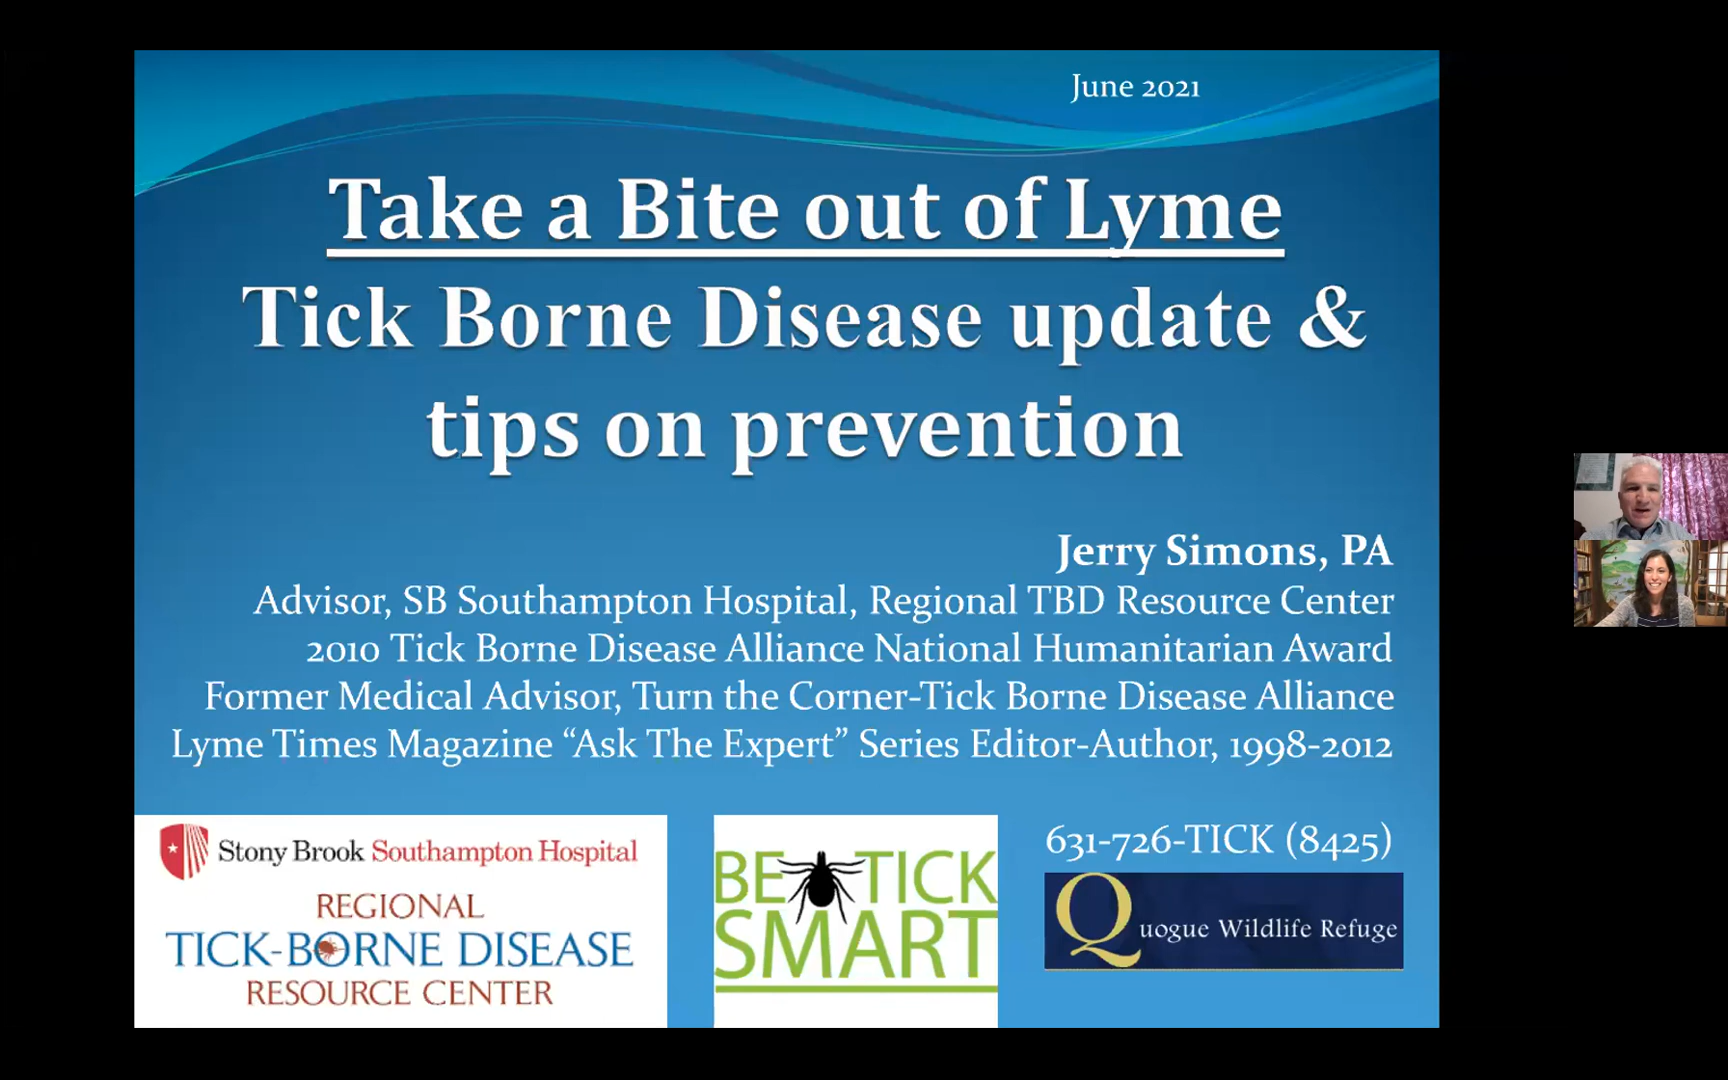 June 2021
Take a Bite out of Lyme
Tick Borne Disease update &
tips on prevention
Jerry Simons, PA
Advisor, SB Southampton Hospital, Regional TBD Resource Center
2010 Tick Borne Disease Alliance National Humanitarian Award
Former Medical Advisor, Turn the Corner-Tick Borne Disease Alliance
Lyme Times Magazine “Ask The Expert” Series Editor-Author, 1998-2012
Stony Brook Southampton Hospital
REGIONAL
TICK-BORNE DISEASE
RESOURCE CENTER
BE TICK
SMART
631-726-TICK (8425)
Quogue Wildlife Refuge